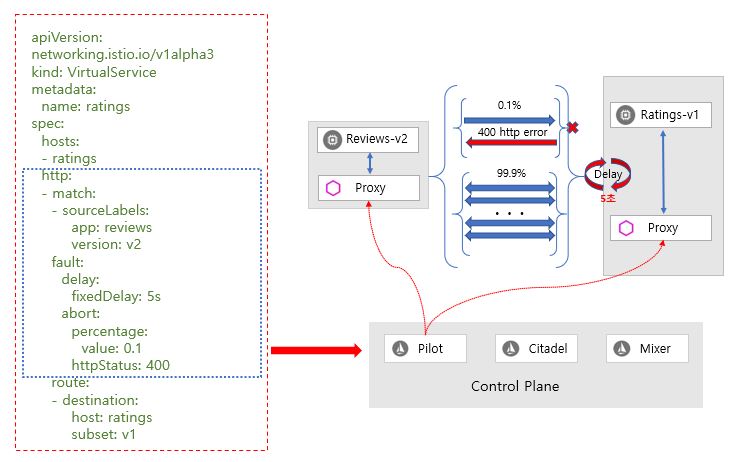 apiVersion:
networking.istio.io/v1alpha3
kind: VirtualService
metadata:
name: ratings
spec:
hosts:
- ratings
http:
- match:
- sourceLabels:
app: reviews
version: v2
fault:
delay:
fixedDelay: 5s
abort:
percentage:
value: 0.1
httpStatus: 400
route:
- destination:
host: ratings
subset: v1
Reviews-v2
Proxy
0.1%
400 http error
99.9%
. . .
Delay
5초
Ratings-v1
Proxy
Pilot
Citadel
Mixer
Control Plane